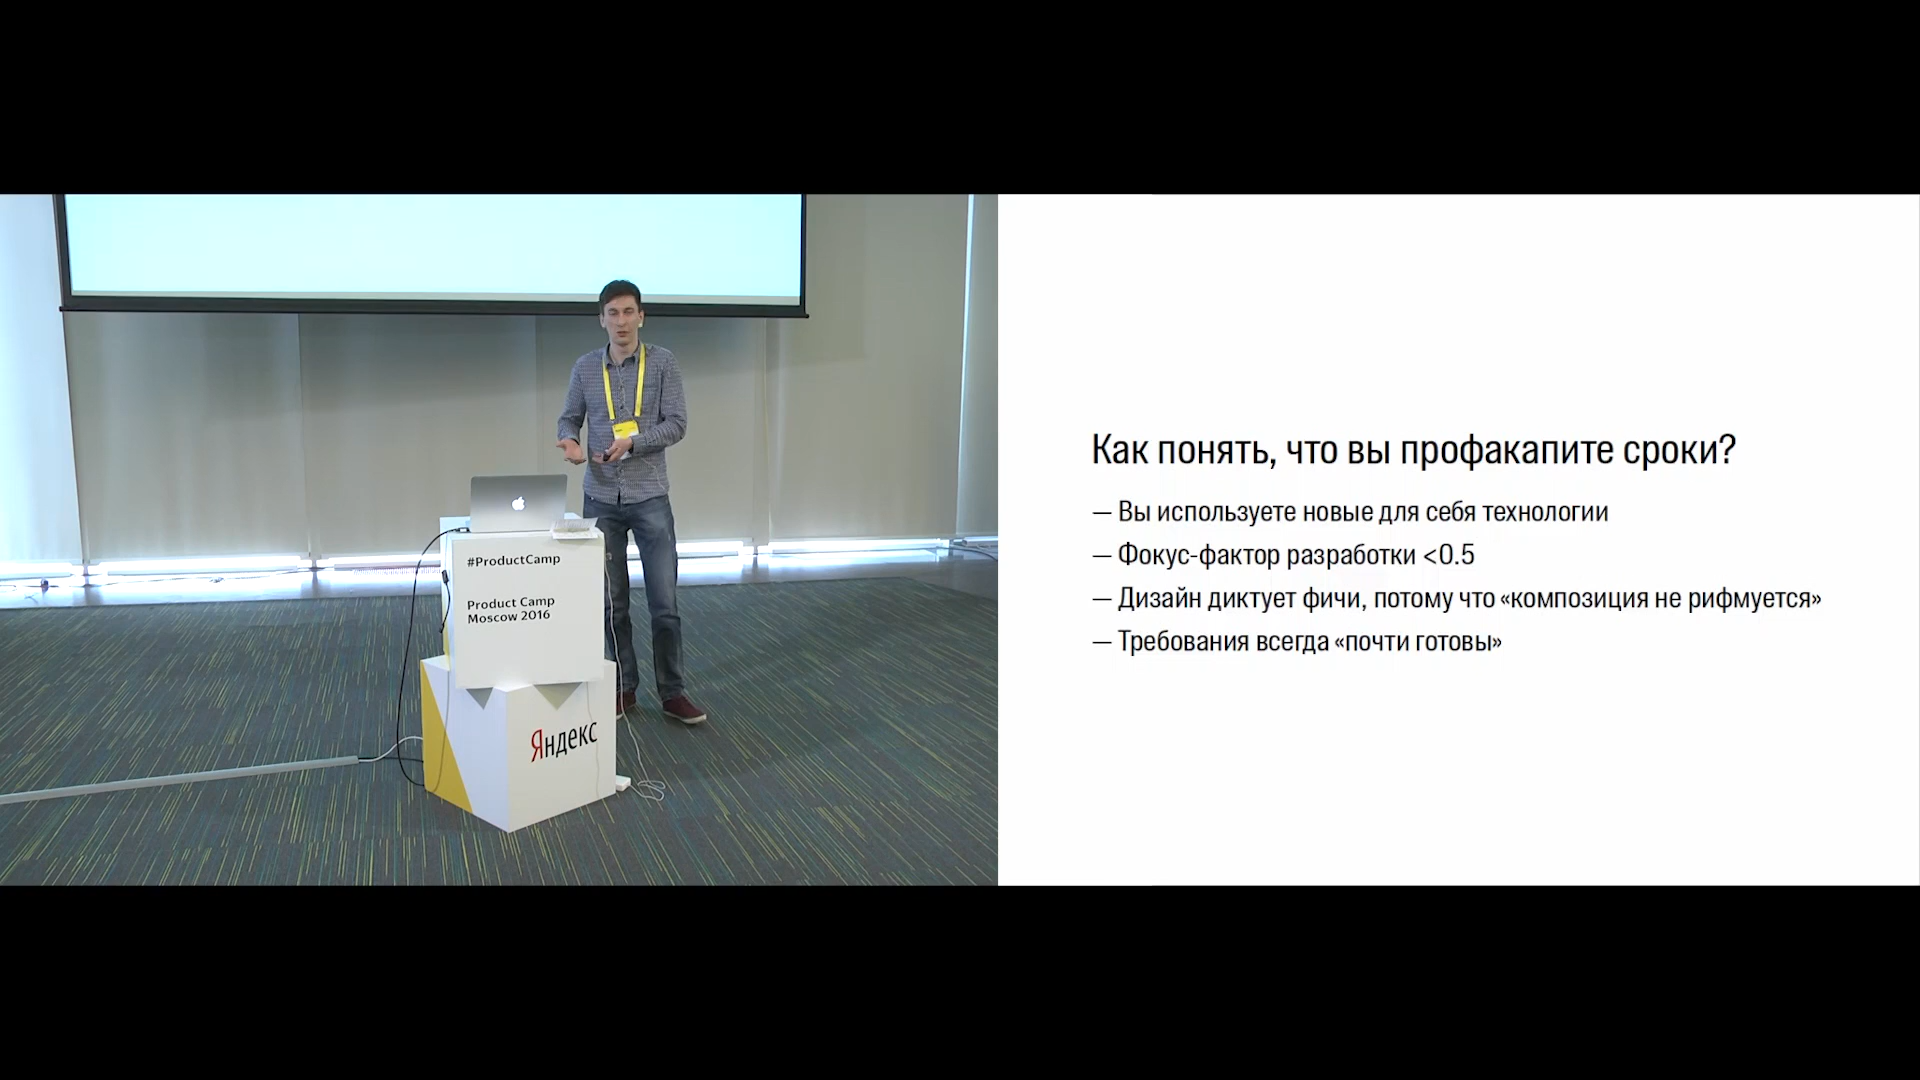 #ProductCamp
Product Camp
Moscow 2016
Яндекс
Как понять, что вы профакапите сроки?
— Вы используете новые для себя технологии
— Фокус-фактор разработки <0.5
— Дизайн диктует фичи, потому что «композиция не рифмуется»
— Требования всегда «почти готовы»